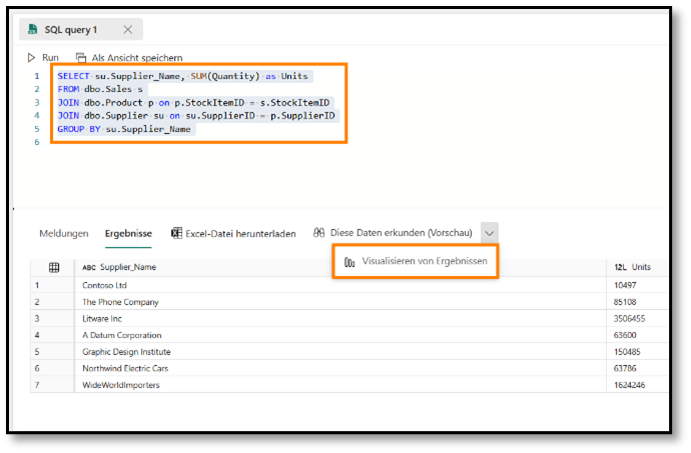 SQL query 1
Run Als Ansicht speichern
1 SELECT su.Supplier_Name, SUM(Quantity) as Units
2 FROM dbo.Sales s
3 JOIN dbo.Product p on p.StockItemID = s.StockItemID
4 JOIN dbo.Supplier su on su.SupplierID = p.SupplierID
5 GROUP BY su.Supplier_Name
6
Meldungen Ergebnisse Excel-Datei herunterladen Diese Daten erkunden (Vorschau)
Visualisieren von Ergebnissen
ABC Supplier_Name 12L Units
1 Contoso Ltd 10497
2 The Phone Company 85108
3 Litware Inc 3506455
4 A Datum Corporation 63600
5 Graphic Design Institute 150485
6 Northwind Electric Cars 63786
7 WideWorldImporters 1624246